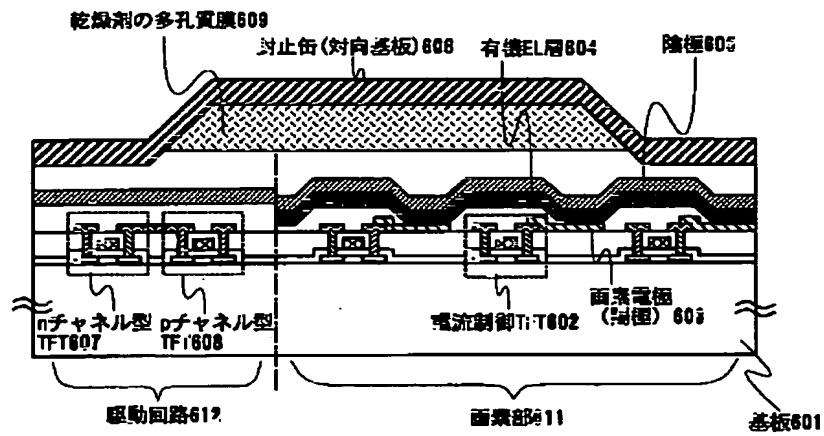 乾燥剤の多孔質膜609
封止缶(対向基板)606
有機EL層604
陰極605
nチャネル型
TFT607
pチャネル型
TFT608
電流制御TFT602
画素電極
(陽極) 603
駆動回路612
画素部611
基板601